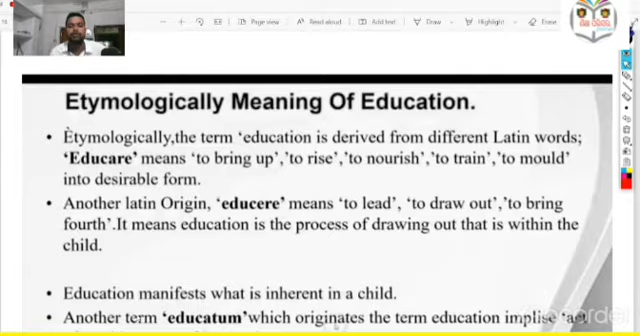 Page view
Read aloud
Add text
Draw
Highlight
Erase
Etymologically Meaning Of Education.
• Ètymologically,the term ‘education is derived from different Latin words;
‘Educare’ means ‘to bring up’,‘to rise’,‘to nourish’,‘to train’,‘to mould’
into desirable form.
• Another latin Origin, ‘educere’ means ‘to lead’, ‘to draw out’,‘to bring
fourth’.It means education is the process of drawing out that is within the
child.
• Education manifests what is inherent in a child.
• Another term ‘educatum’which originates the term education implise